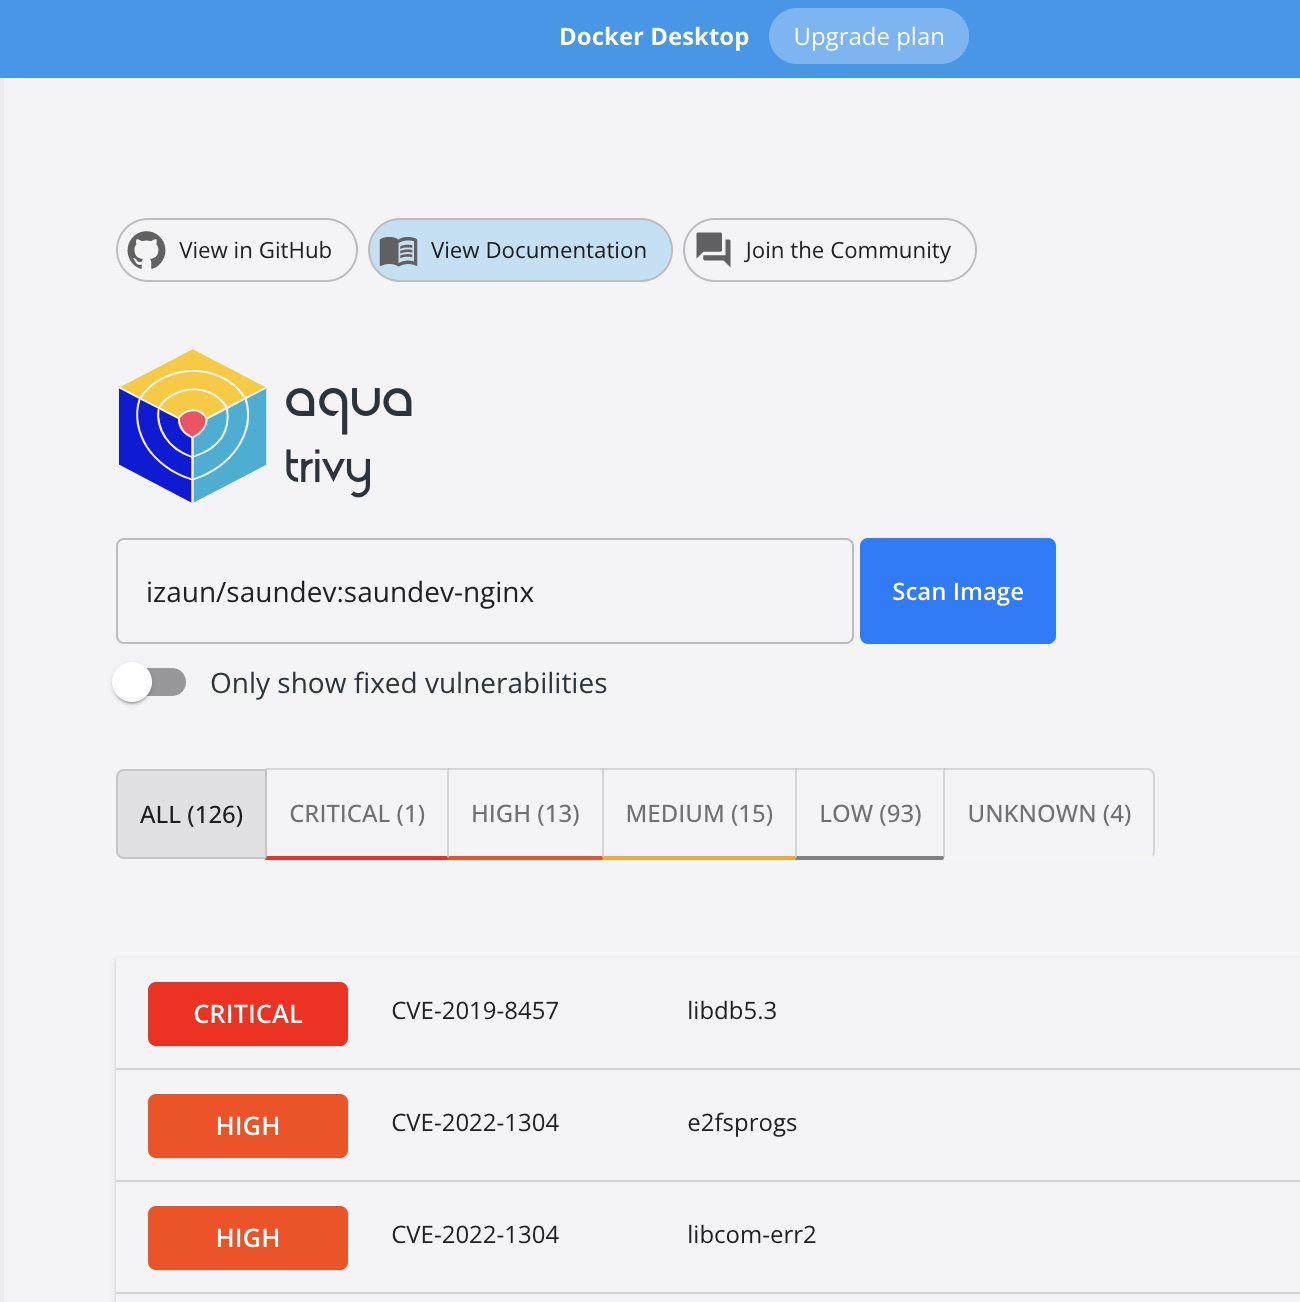 Docker Desktop Upgrade plan
View in GitHub View Documentation Join the Community
aqua
trivy
izaun/saundev:saundev-nginx Scan Image
Only show fixed vulnerabilities
ALL (126) CRITICAL (1) HIGH (13) MEDIUM (15) LOW (93) UNKNOWN (4)
CRITICAL CVE-2019-8457 libdb5.3
HIGH CVE-2022-1304 e2fsprogs
HIGH CVE-2022-1304 libcom-err2